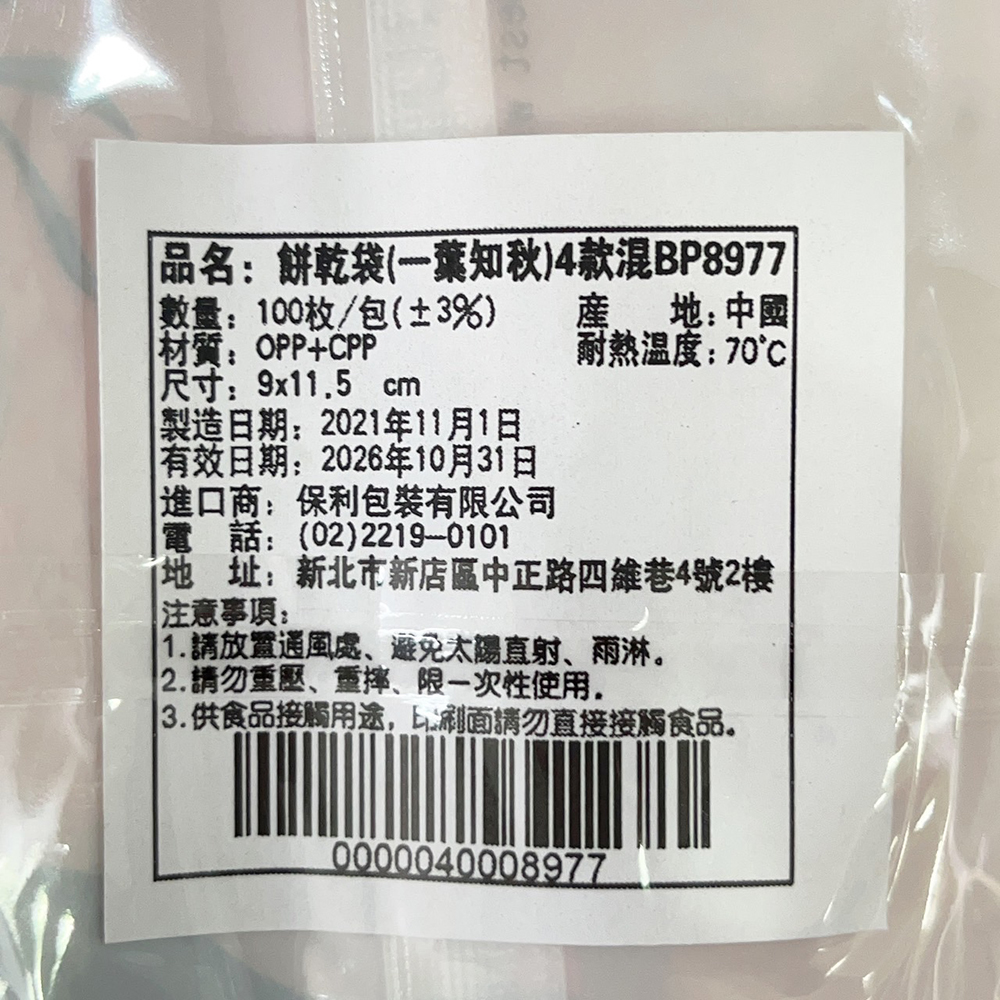 品名：餅乾袋(一葉知秋)4款混BP8977
數量：100枚/包(±3%) 產　地：中國
材質：OPP+CPP 耐熱溫度：70℃
尺寸：9x11.5 cm
製造日期：2021年11月1日
有效日期：2026年10月31日
進口商：保利包裝有限公司
電　話：(02)2219-0101
地　址：新北市新店區中正路四維巷4號2樓
注意事項：
1.請放置通風處、避免太陽直射、雨淋。
2.請勿重壓、重摔、限一次性使用.
3.供食品接觸用途，印刷面請勿直接接觸食品。
0000040008977